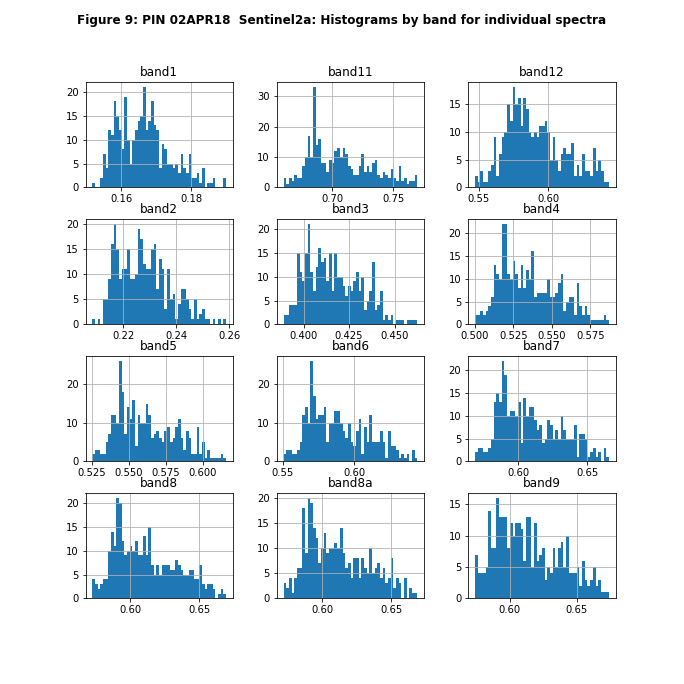 Figure 9: PIN 02APR18  Sentinel2a: Histograms by band for individual spectra
band1 band11 band12
20 15 10 5 0 30 20 10 0 15 10 5 0
0.16 0.18 0.70 0.75 0.55 0.60
band2 band3 band4
20 15 10 5 0 20 15 10 5 0 20 15 10 5 0
0.22 0.24 0.26 0.400 0.425 0.450 0.500 0.525 0.550 0.575
band5 band6 band7
20 10 0 20 10 0 20 15 10 5 0
0.525 0.550 0.575 0.600 0.55 0.60 0.60 0.65
band8 band8a band9
20 15 10 5 0 20 15 10 5 0 15 10 5 0
0.60 0.65 0.60 0.65 0.60 0.65